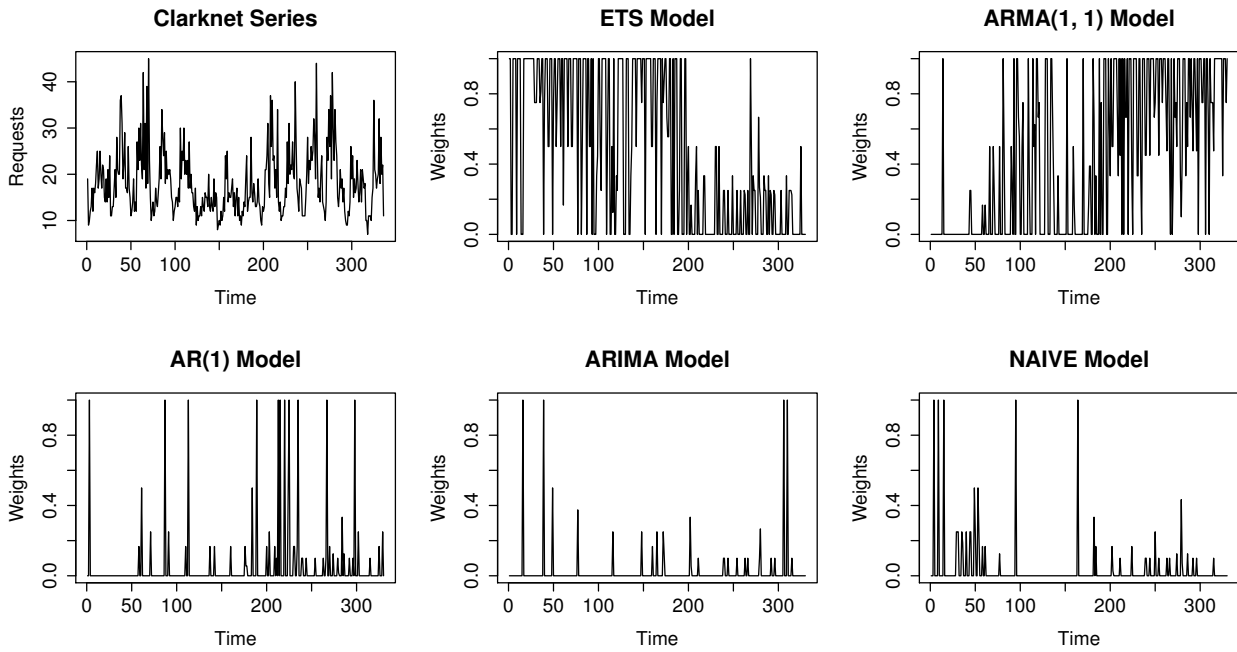 Clarknet Series
ETS Model
ARMA(1, 1) Model
Requests
10 20 30 40
0 50 100 200 300
Time
Weights
0.0 0.4 0.8
0 50 100 200 300
Time
Weights
0.0 0.4 0.8
0 50 100 200 300
Time
AR(1) Model
ARIMA Model
NAIVE Model
Weights
0.0 0.4 0.8
0 50 100 200 300
Time
Weights
0.0 0.4 0.8
0 50 100 200 300
Time
Weights
0.0 0.4 0.8
0 50 100 200 300
Time